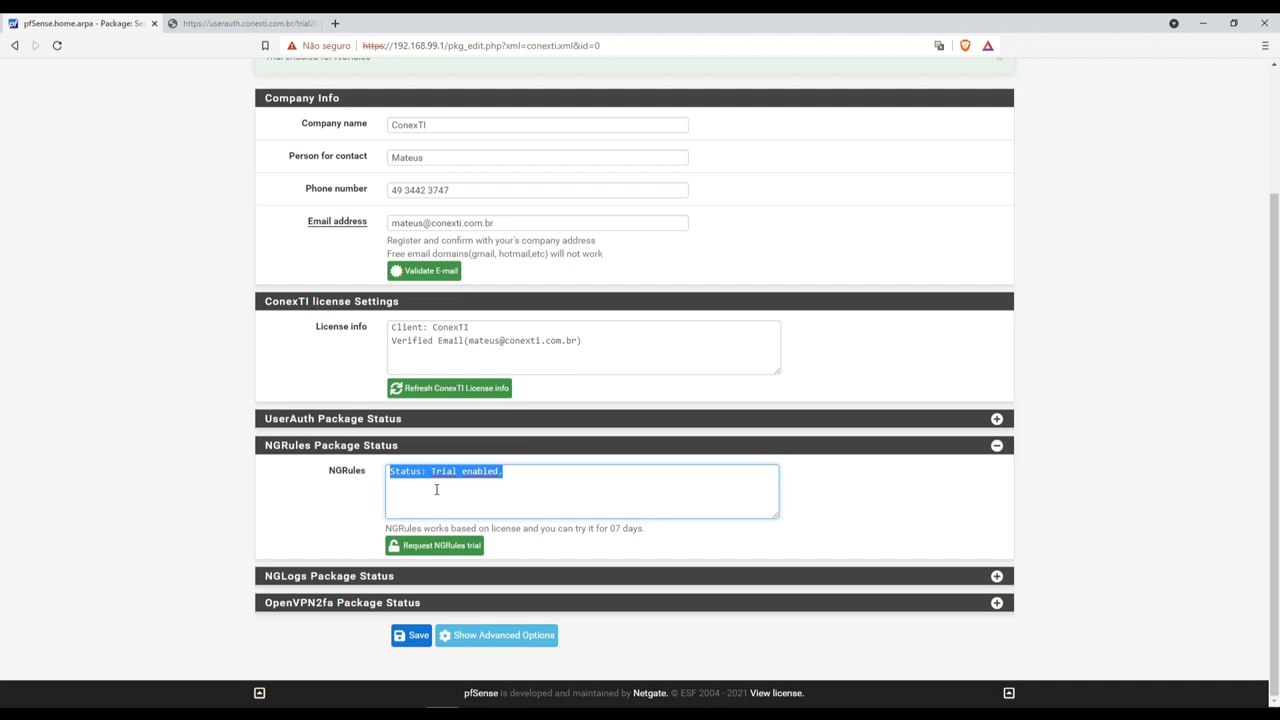 pfSense.home.arpa - Package: Se
https://userauth.conexti.com.br/trial2
Não seguro
https://192.168.99.1/pkg_edit.php?xml=conexti.xml&id=0
Trial enabled for NGRules
Company Info
Company name
ConexTI
Person for contact
Mateus
Phone number
49 3442 3747
Email address
mateus@conexti.com.br
Register and confirm with your's company address
Free email domains(gmail, hotmail,etc) will not work
Validate E-mail
ConexTI license Settings
License info
Client: ConexTI
Verified Email(mateus@conexti.com.br)
Refresh ConexTI License info
UserAuth Package Status
NGRules Package Status
NGRules
Status: Trial enabled.
NGRules works based on license and you can try it for 07 days.
Request NGRules trial
NGLogs Package Status
OpenVPN2fa Package Status
Save
Show Advanced Options
pfSense is developed and maintained by Netgate. © ESF 2004 - 2021 View license.